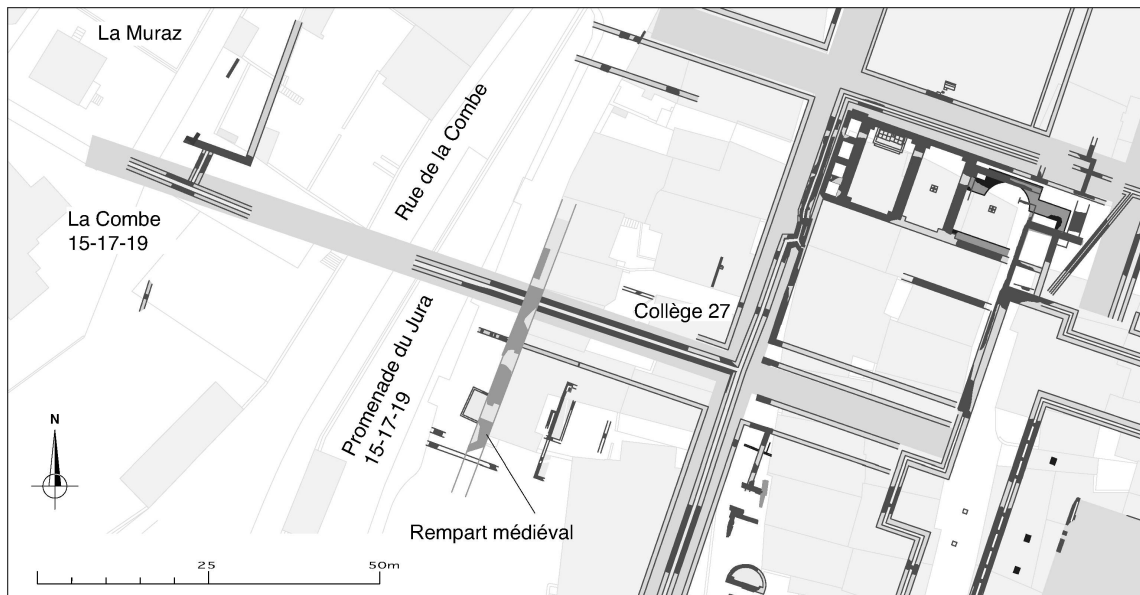 La Muraz
Rue de la Combe
La Combe
15-17-19
Collège 27
Promenade du Jura
15-17-19
N
Rempart médiéval
25
50m